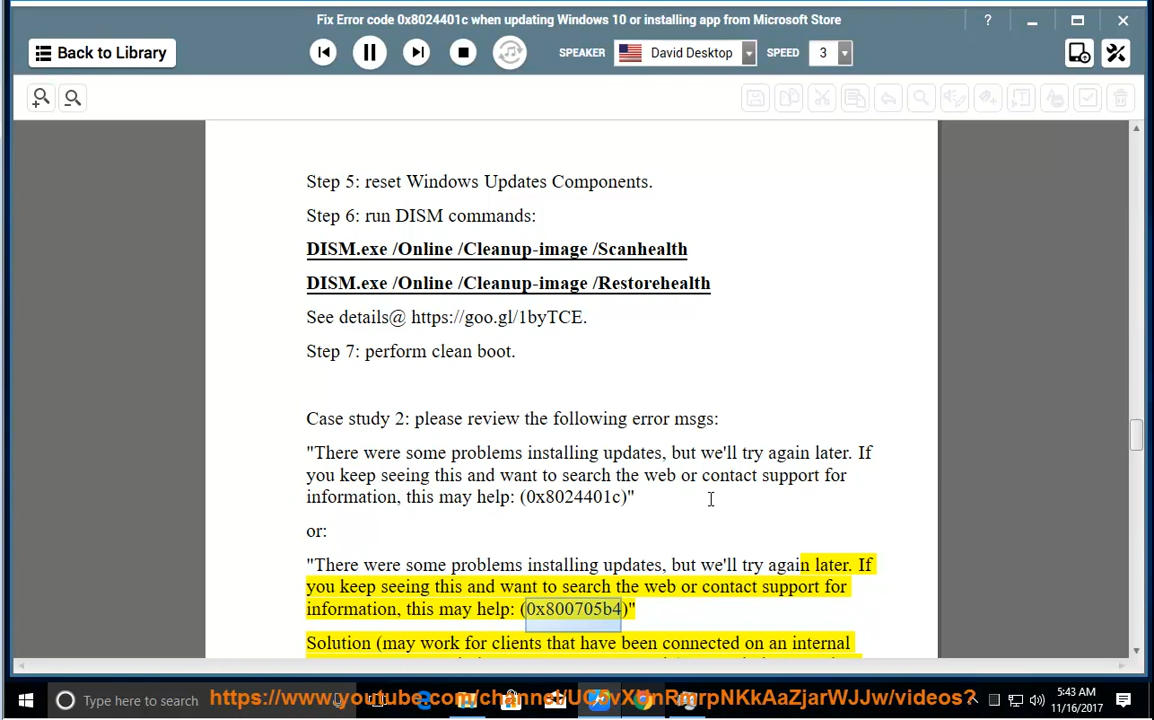 Fix Error code 0x8024401c when updating Windows 10 or installing app from Microsoft Store
?
Back to Library
SPEAKER
David Desktop
SPEED
3
Step 5: reset Windows Updates Components.
Step 6: run DISM commands:
DISM.exe /Online /Cleanup-image /Scanhealth
DISM.exe /Online /Cleanup-image /Restorehealth
See details@ https://goo.gl/1byTCE.
Step 7: perform clean boot.
Case study 2: please review the following error msgs:
"There were some problems installing updates, but we'll try again later. If
you keep seeing this and want to search the web or contact support for
information, this may help: (0x8024401c)"
or:
"There were some problems installing updates, but we'll try again later. If
you keep seeing this and want to search the web or contact support for
information, this may help: (0x800705b4)"
Solution (may work for clients that have been connected on an internal
Type here to search
5:43 AM
11/16/2017